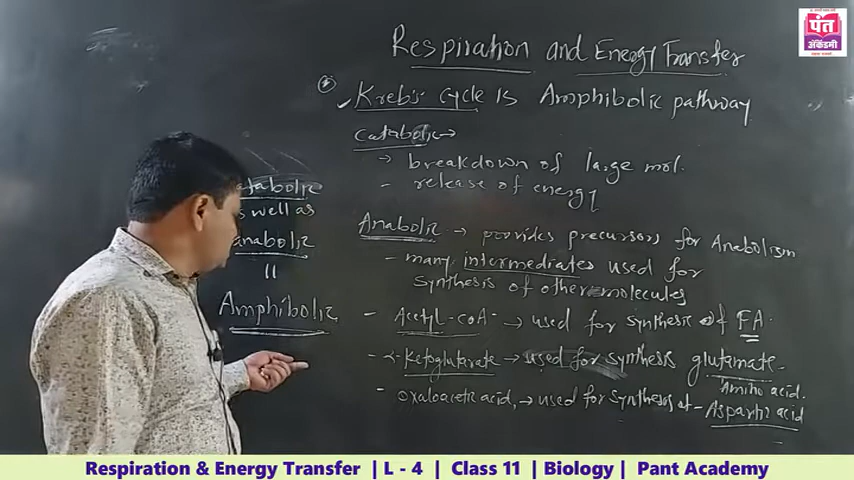 पंत
अ‍ॅकॅडमी
Respiration and Energy Transfer
Kreb's cycle is Amphibolic pathway
Catabolic →
→ breakdown of large mol.
- release of energy
Anabolic → provides precursors for Anabolism
- many intermediates used for
synthesis of other molecules
- Acetyl-CoA → used for synthesis of FA.
- α-Ketoglutarate → used for synthesis glutamate.
Amino acid.
- Oxaloacetic acid, → used for synthesis of - Aspartic acid
well as
anabolic
=
Amphibolic
Respiration & Energy Transfer | L - 4 | Class 11 | Biology | Pant Academy